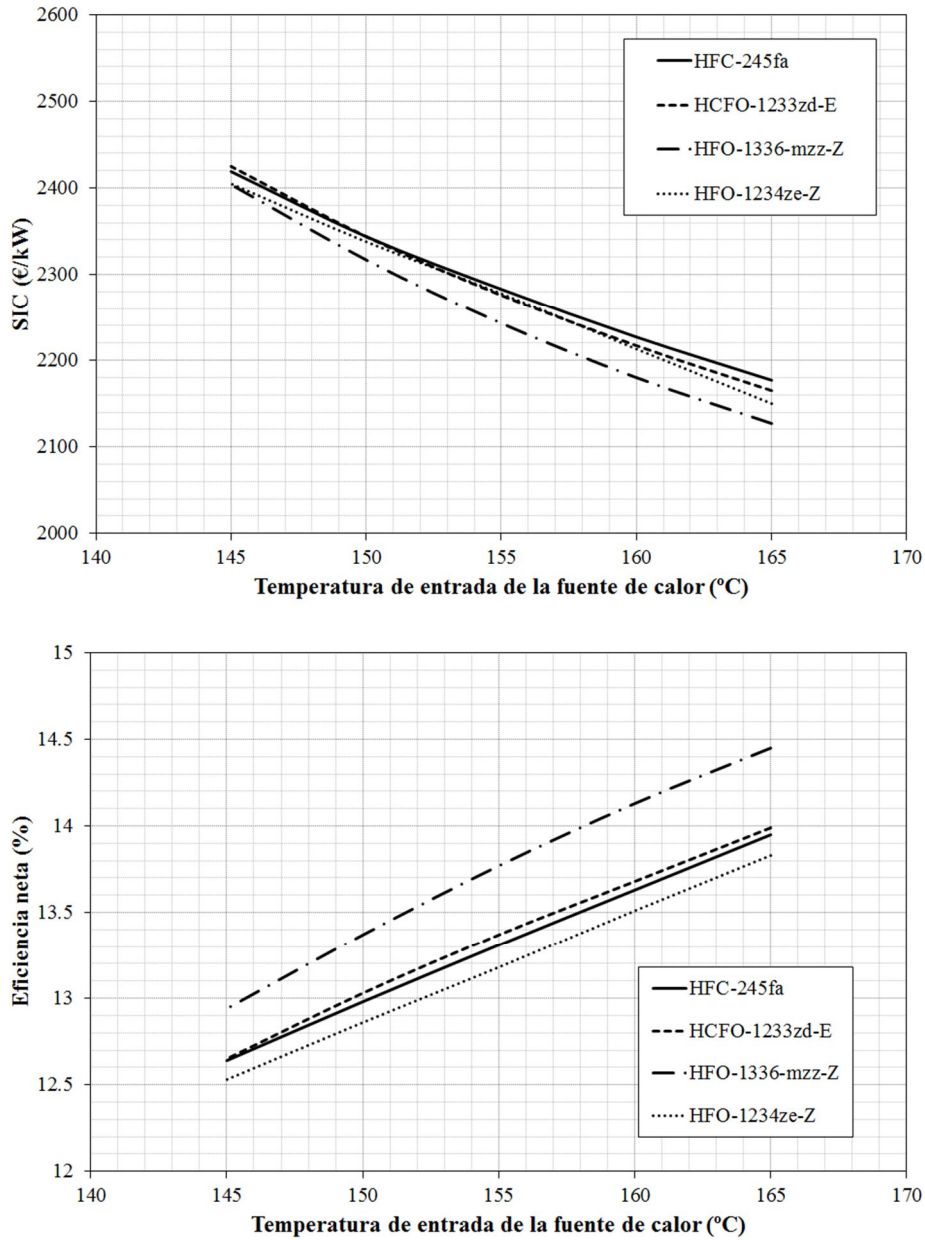 2600
2500
2400
2300
2200
2100
2000
SIC (€/kW)
HFC-245fa
HCFO-1233zd-E
HFO-1336-mzz-Z
HFO-1234ze-Z
140 145 150 155 160 165 170
Temperatura de entrada de la fuente de calor (ºC)
15
14.5
14
13.5
13
12.5
12
Eficiencia neta (%)
HFC-245fa
HCFO-1233zd-E
HFO-1336-mzz-Z
HFO-1234ze-Z
140 145 150 155 160 165 170
Temperatura de entrada de la fuente de calor (ºC)